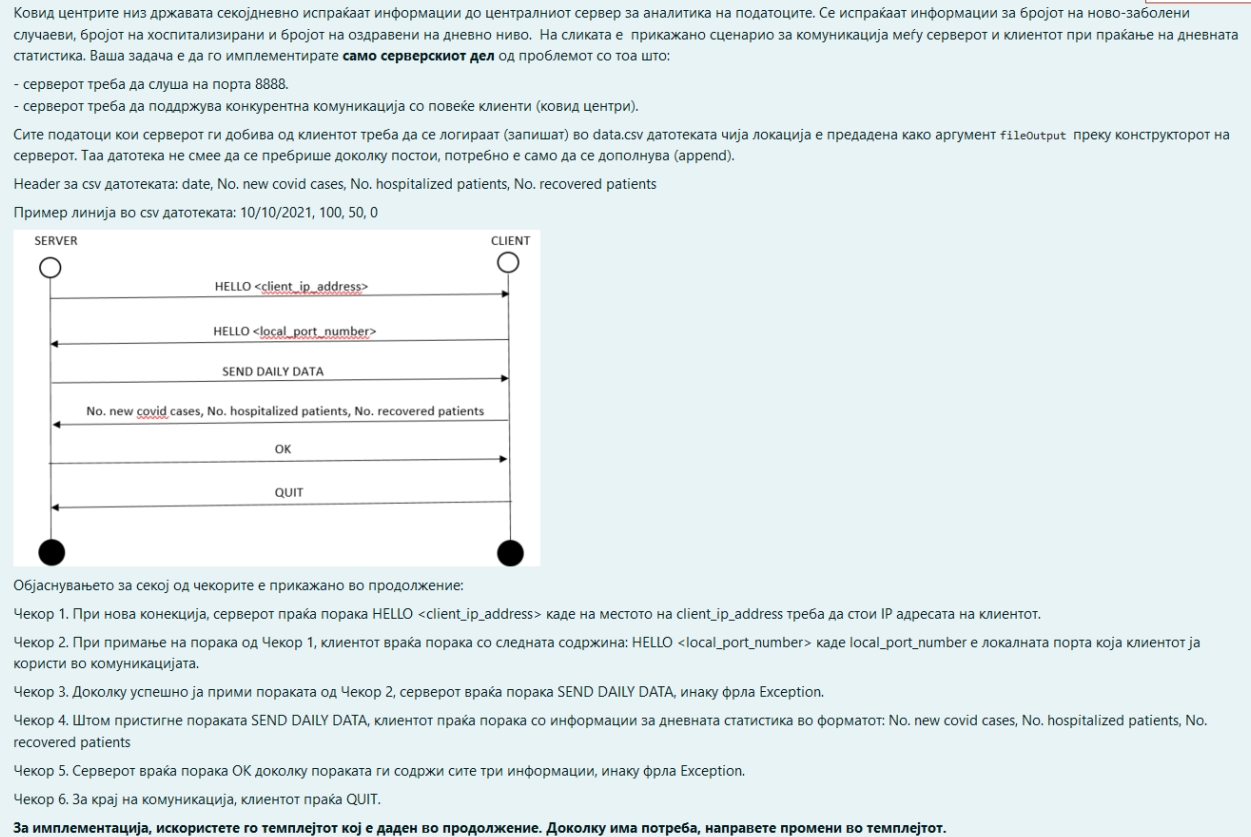 Ковид центрите низ државата секојдневно испраќаат информации до централниот сервер за аналитика на податоците. Се испраќаат информации за бројот на ново-заболени
случаеви, бројот на хоспитализирани и бројот на оздравени на дневно ниво. На сликата е прикажано сценарио за комуникација меѓу серверот и клиентот при праќање на дневната
статистика. Ваша задача е да го имплементирате само серверскиот дел од проблемот со тоа што:
- серверот треба да слуша на порта 8888.
- серверот треба да поддржува конкурентна комуникација со повеќе клиенти (ковид центри).
Сите податоци кои серверот ги добива од клиентот треба да се логираат (запишат) во data.csv датотеката чија локација е предадена како аргумент fileOutput преку конструкторот на
серверот. Таа датотека не смее да се пребрише доколку постои, потребно е само да се дополнува (append).
Header за csv датотеката: date, No. new covid cases, No. hospitalized patients, No. recovered patients
Пример линија во csv датотеката: 10/10/2021, 100, 50, 0
SERVER CLIENT
HELLO <client_ip_address>
HELLO <local_port_number>
SEND DAILY DATA
No. new covid cases, No. hospitalized patients, No. recovered patients
OK
QUIT
Објаснувањето за секој од чекорите е прикажано во продолжение:
Чекор 1. При нова конекција, серверот праќа порака HELLO <client_ip_address> каде на местото на client_ip_address треба да стои IP адресата на клиентот.
Чекор 2. При примање на порака од Чекор 1, клиентот враќа порака со следната содржина: HELLO <local_port_number> каде local_port_number е локалната порта која клиентот ја
користи во комуникацијата.
Чекор 3. Доколку успешно ја прими пораката од Чекор 2, серверот враќа порака SEND DAILY DATA, инаку фрла Exception.
Чекор 4. Штом пристигне пораката SEND DAILY DATA, клиентот праќа порака со информации за дневната статистика во форматот: No. new covid cases, No. hospitalized patients, No.
recovered patients
Чекор 5. Серверот враќа порака OK доколку пораката ги содржи сите три информации, инаку фрла Exception.
Чекор 6. За крај на комуникација, клиентот праќа QUIT.
За имплементација, искористете го темплејтот кој е даден во продолжение. Доколку има потреба, направете промени во темплејтот.